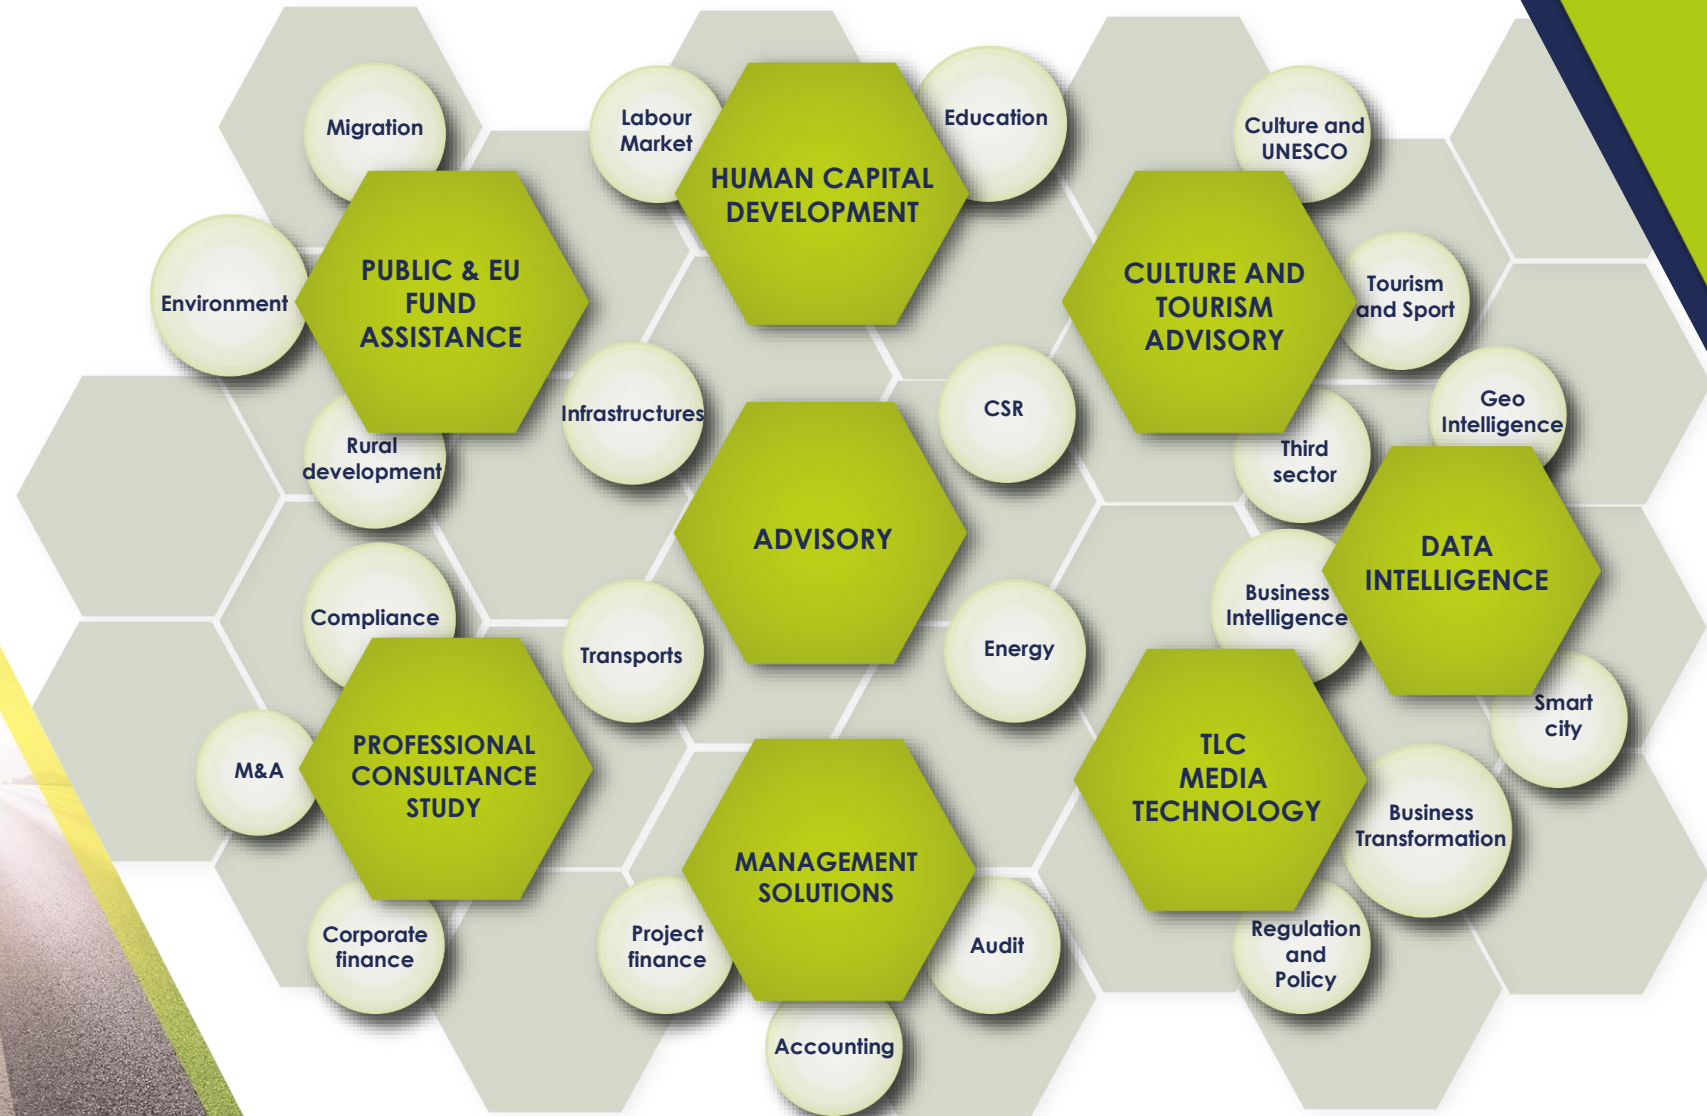 Migration
Labour
Market
Education
Culture and
UNESCO
HUMAN CAPITAL
DEVELOPMENT
Environment
PUBLIC & EU
FUND
ASSISTANCE
CULTURE AND
TOURISM
ADVISORY
Tourism
and Sport
Rural
development
Infrastructures
CSR
Geo
Intelligence
Third
sector
ADVISORY
DATA
INTELLIGENCE
Compliance
Transports
Energy
Business
Intelligence
Smart
city
M&A
PROFESSIONAL
CONSULTANCE
STUDY
TLC
MEDIA
TECHNOLOGY
Business
Transformation
MANAGEMENT
SOLUTIONS
Corporate
finance
Project
finance
Audit
Regulation
and
Policy
Accounting